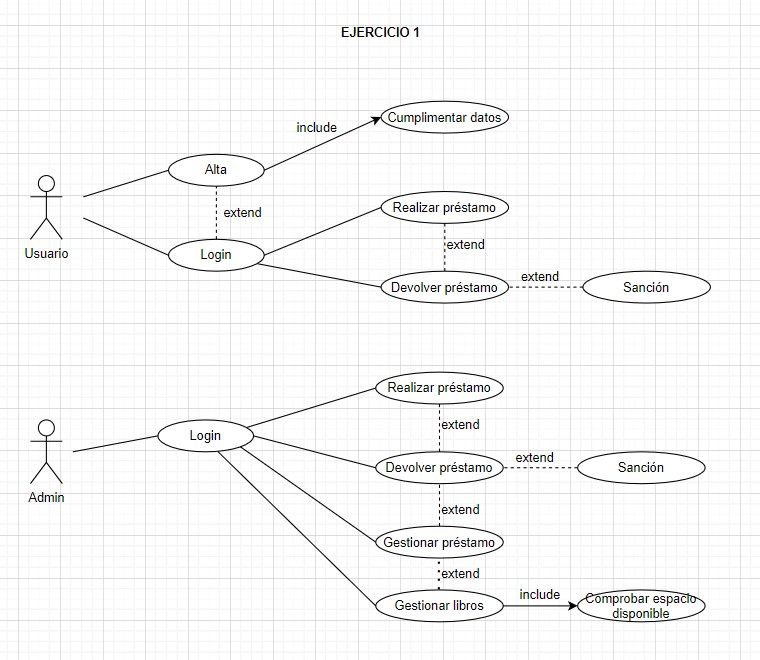 EJERCICIO 1
Cumplimentar datos
include
Alta
Realizar préstamo
extend
extend
Usuario
Login
Devolver préstamo
extend
Sanción
Realizar préstamo
extend
Login
Devolver préstamo
extend
Sanción
Admin
extend
Gestionar préstamo
extend
Gestionar libros
include
Comprobar espacio
disponible